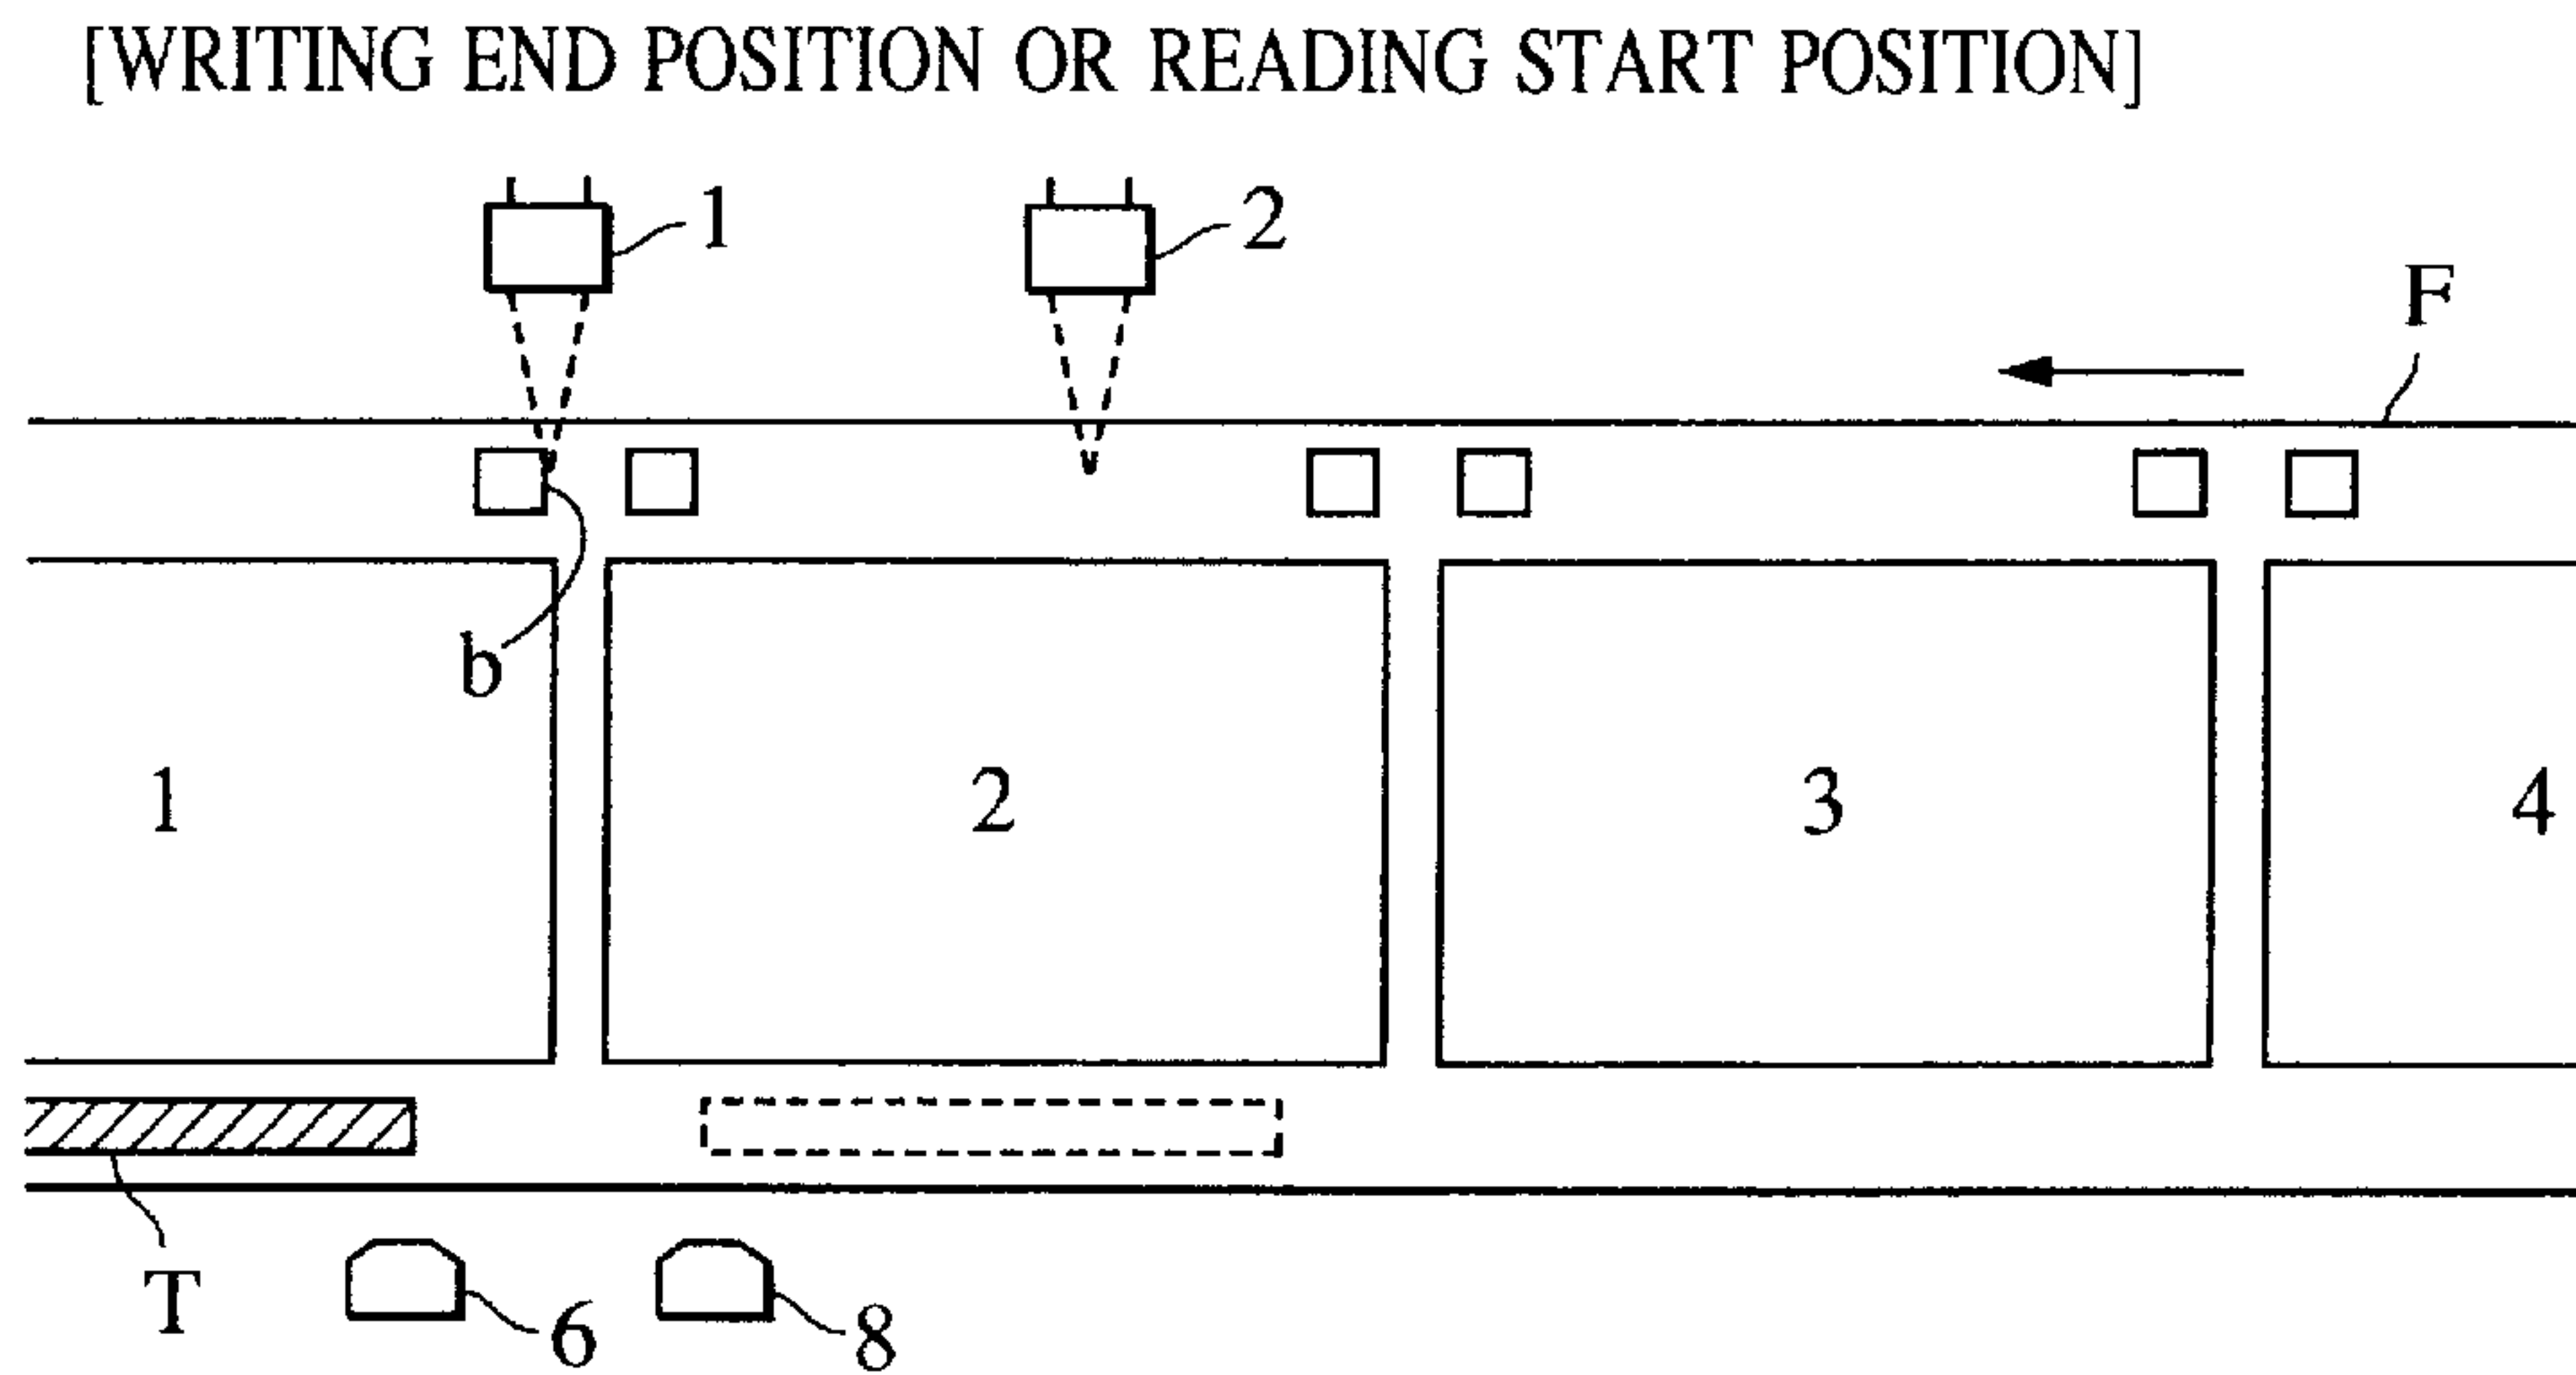 [WRITING END POSITION OR READING START POSITION]
1 2
F
b
1 2 3 4
T 6 8